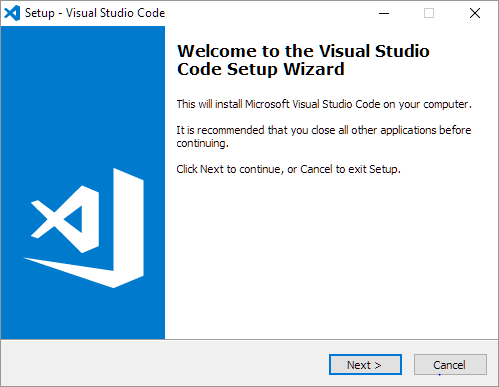 Setup - Visual Studio Code
Welcome to the Visual Studio
Code Setup Wizard
This will install Microsoft Visual Studio Code on your computer.
It is recommended that you close all other applications before
continuing.
Click Next to continue, or Cancel to exit Setup.
Next >
Cancel